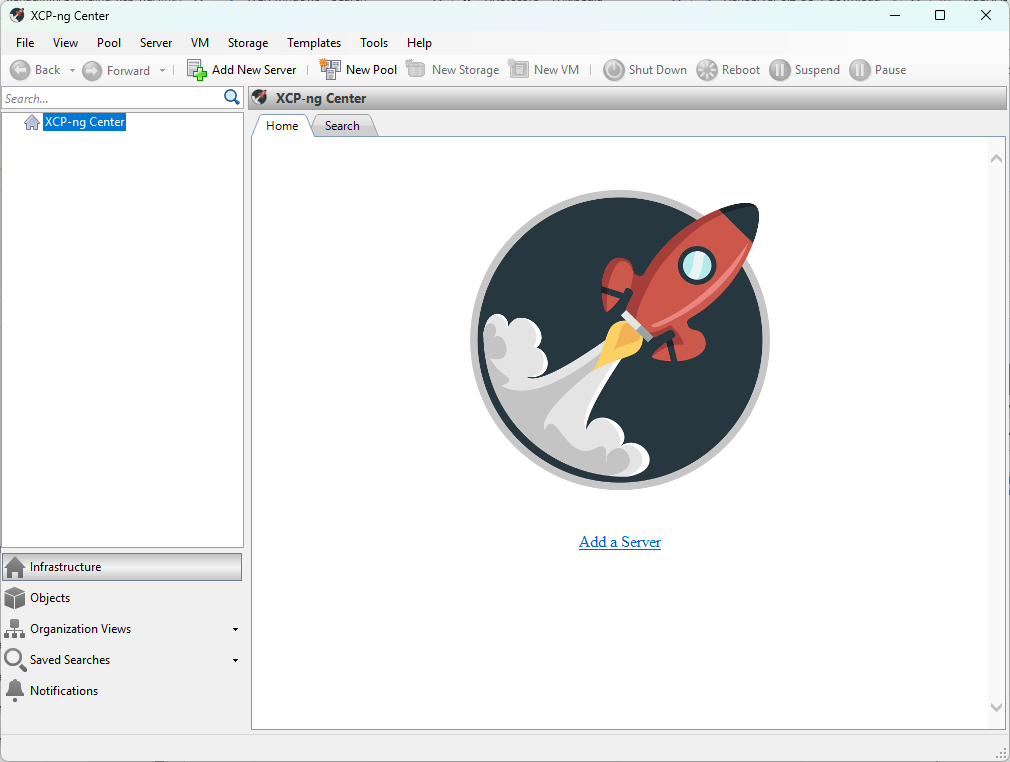 XCP-ng Center
File View Pool Server VM Storage Templates Tools Help
Back Forward Add New Server New Pool New Storage New VM Shut Down Reboot Suspend Pause
Search...
XCP-ng Center
XCP-ng Center
Home Search
Add a Server
Infrastructure
Objects
Organization Views
Saved Searches
Notifications